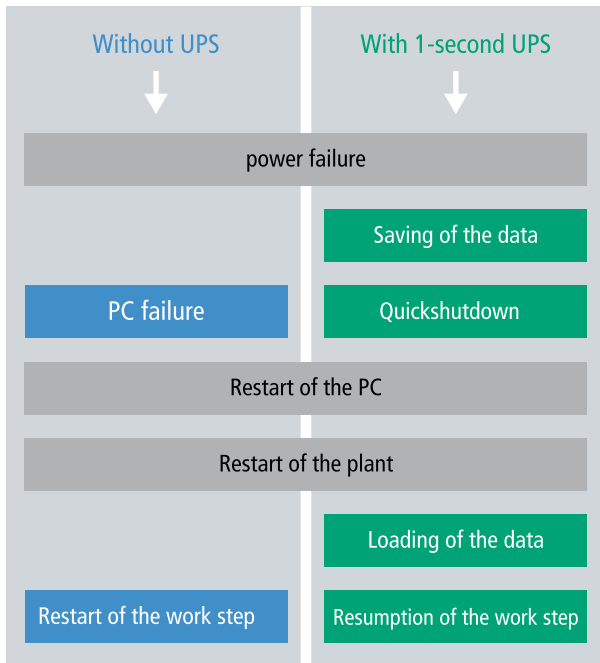 Without UPS
With 1-second UPS
power failure
Saving of the data
PC failure
Quickshutdown
Restart of the PC
Restart of the plant
Loading of the data
Restart of the work step
Resumption of the work step